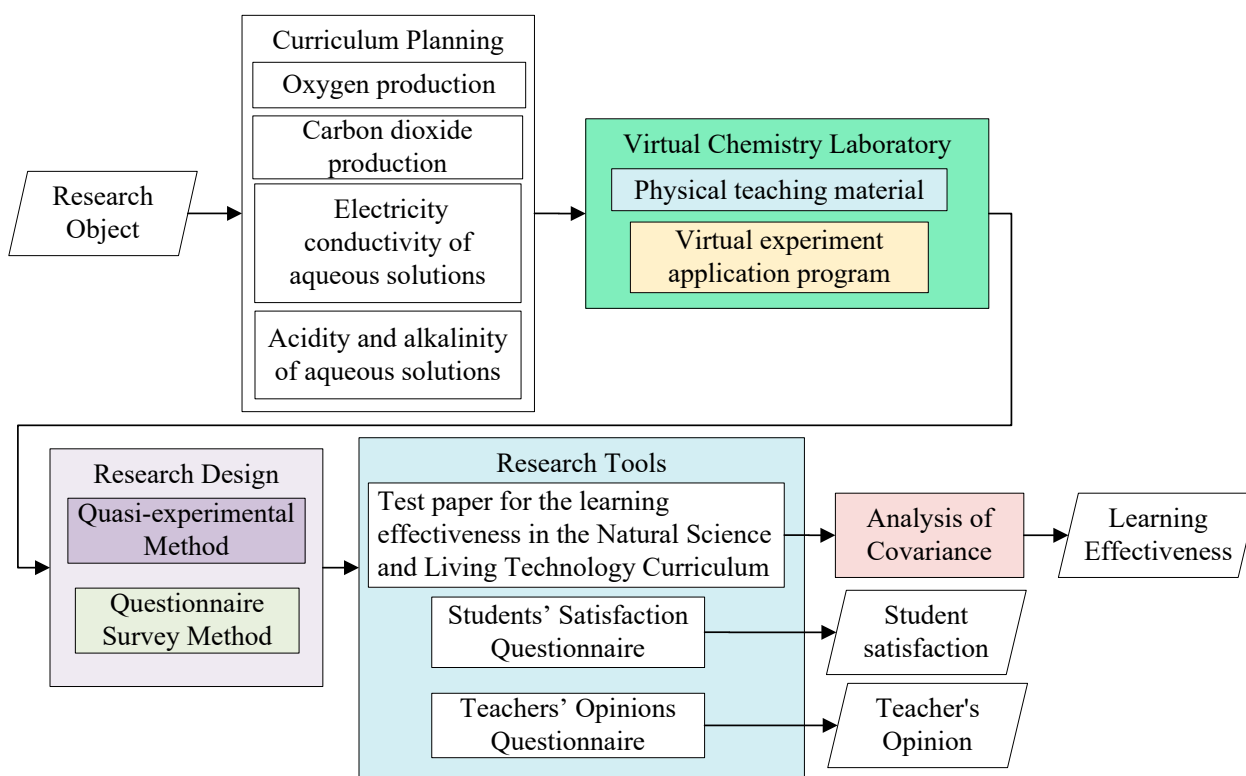 Curriculum Planning
Oxygen production
Carbon dioxide
production
Electricity
conductivity of
aqueous solutions
Acidity and alkalinity
of aqueous solutions
Research
Object
Virtual Chemistry Laboratory
Physical teaching material
Virtual experiment
application program
Research Design
Quasi-experimental
Method
Questionnaire
Survey Method
Research Tools
Test paper for the learning
effectiveness in the Natural Science
and Living Technology Curriculum
Students’ Satisfaction
Questionnaire
Teachers’ Opinions
Questionnaire
Analysis of
Covariance
Learning
Effectiveness
Student
satisfaction
Teacher's
Opinion